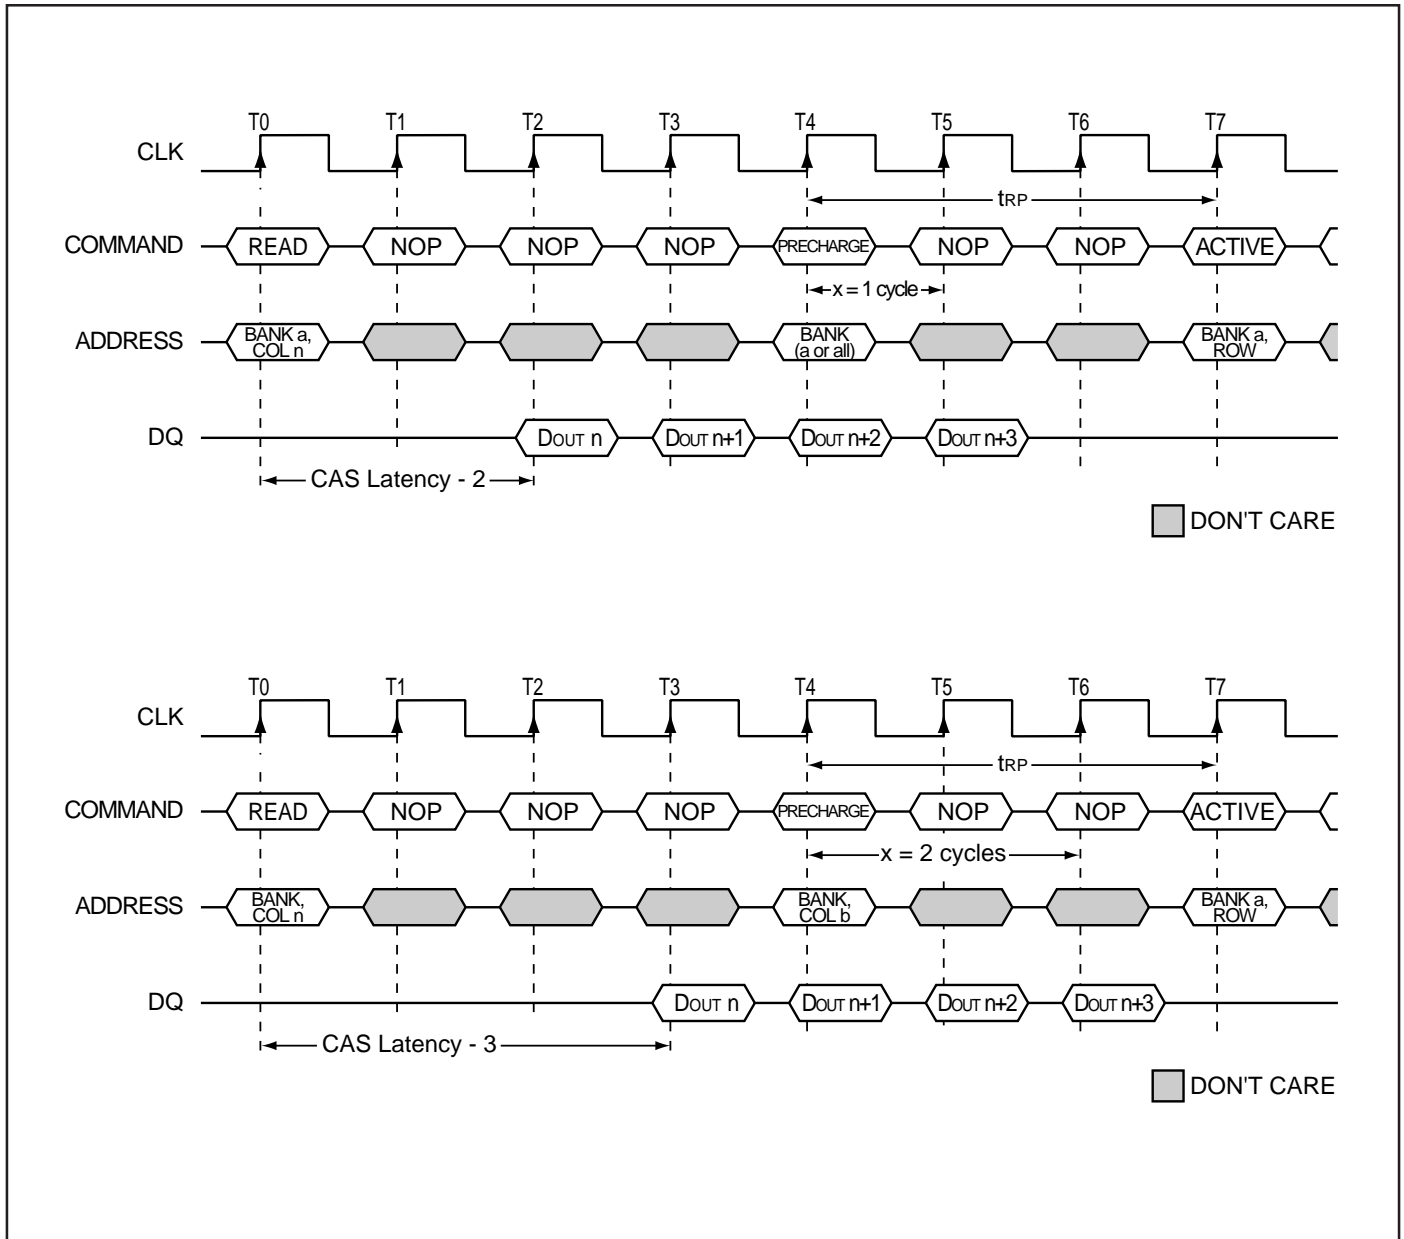 T0 T1 T2 T3 T4 T5 T6 T7
CLK
tRP
COMMAND READ NOP NOP NOP PRECHARGE NOP NOP ACTIVE
x = 1 cycle
ADDRESS BANK a, COL n BANK (a or all) BANK a, ROW
DQ DOUT n DOUT n+1 DOUT n+2 DOUT n+3
CAS Latency - 2
DON'T CARE
T0 T1 T2 T3 T4 T5 T6 T7
CLK
tRP
COMMAND READ NOP NOP NOP PRECHARGE NOP NOP ACTIVE
x = 2 cycles
ADDRESS BANK, COL n BANK, COL b BANK a, ROW
DQ DOUT n DOUT n+1 DOUT n+2 DOUT n+3
CAS Latency - 3
DON'T CARE